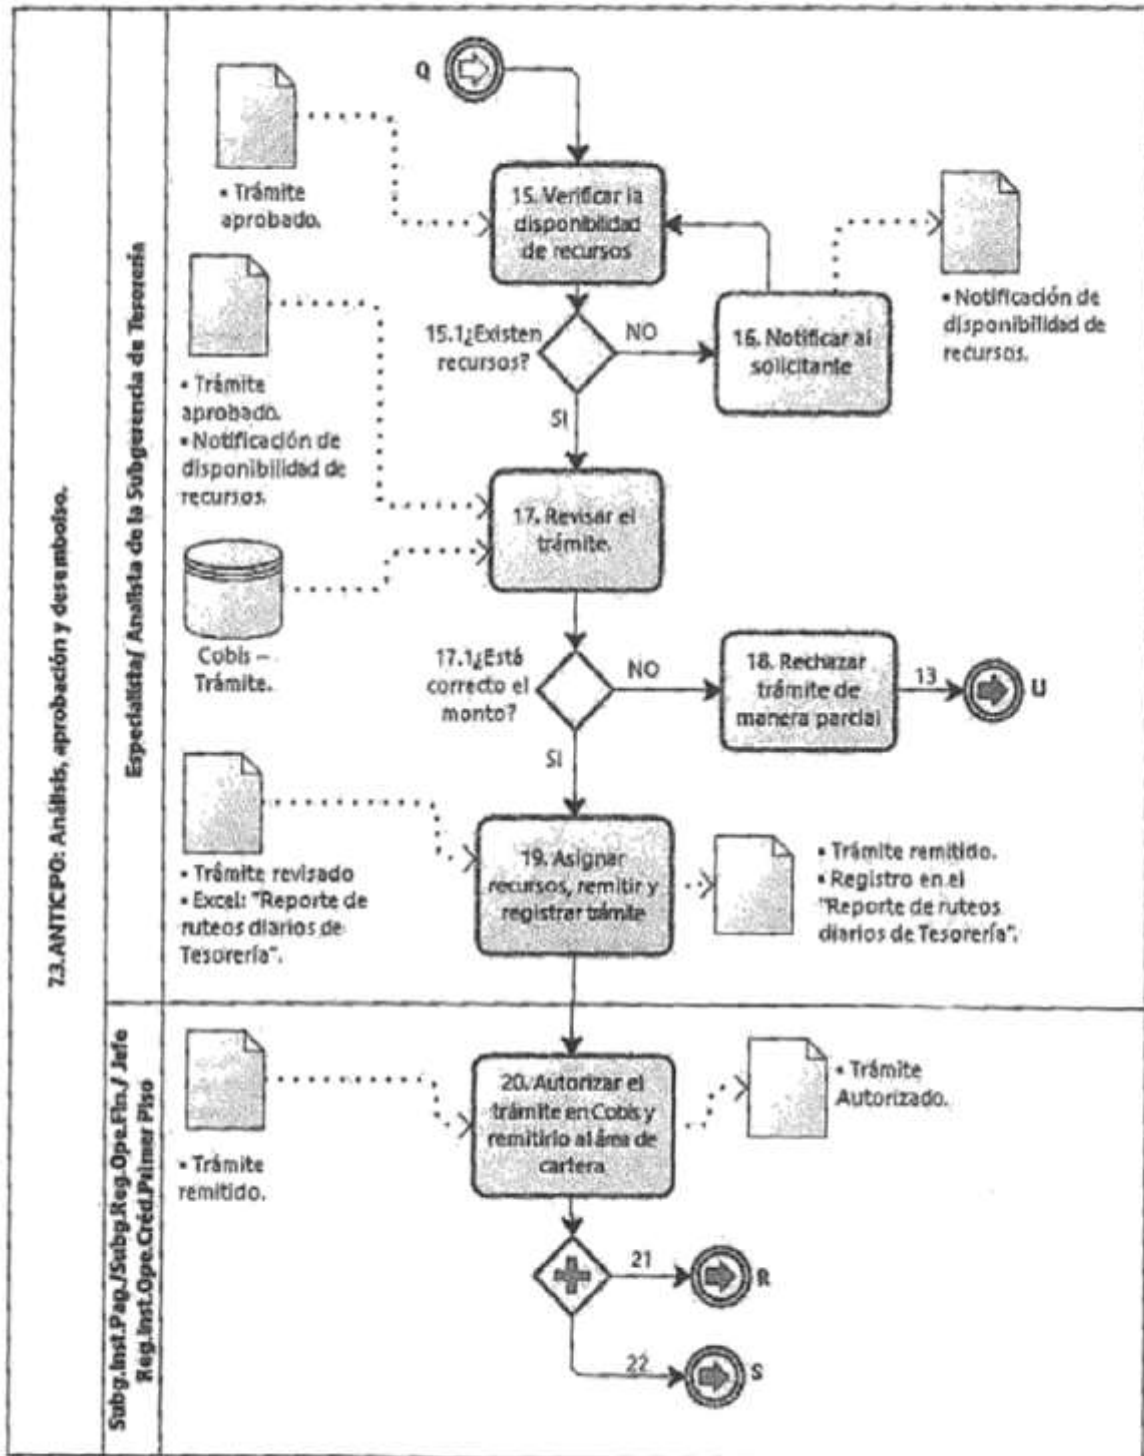 7.3.ANTICPO: Análisis, aprobación y desembolso.
Especialista/ Analista de la Subgerencia de Tesorería
Q
• Trámite
aprobado.
15. Verificar la
disponibilidad
de recursos
• Notificación de
disponibilidad de
recursos.
15.1¿Existen
recursos?
NO
16. Notificar al
solicitante
SI
• Trámite
aprobado.
• Notificación de
disponibilidad de
recursos.
17. Revisar el
trámite.
Cobis –
Trámite.
17.1¿Está
correcto el
monto?
NO
18. Rechazar
trámite de
manera parcial
13
U
SI
• Trámite revisado
• Excel: "Reporte de
ruteos diarios de
Tesorería".
19. Asignar
recursos, remitir y
registrar trámite
• Trámite remitido.
• Registro en el
"Reporte de ruteos
diarios de Tesorería".
Subg.Inst.Pag./Subg.Reg.Ope.Fin./ Jefe
Reg.Inst.Ope.Créd.Primer Piso
• Trámite
remitido.
20. Autorizar el
trámite en Cobis y
remitirlo al área de
cartera
• Trámite
Autorizado.
21
R
22
S